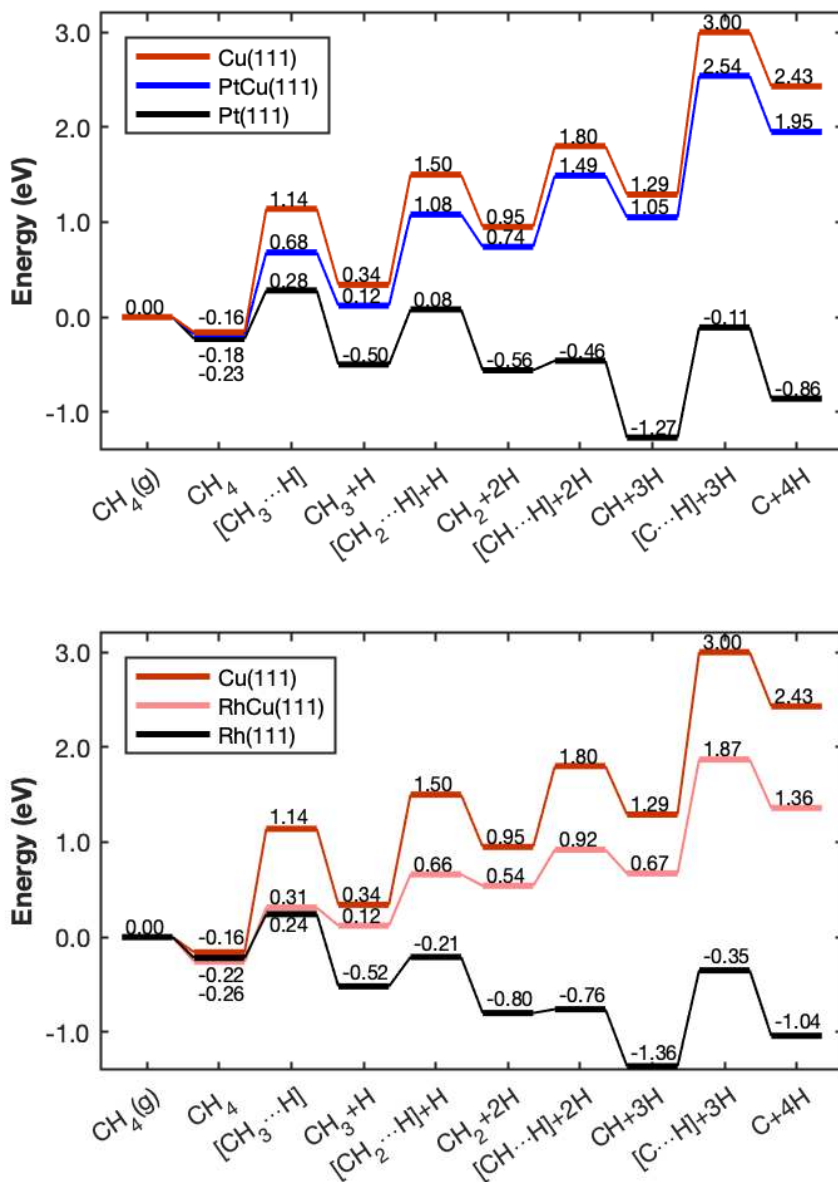 3.0
2.0
1.0
0.0
-1.0
Energy (eV)
Cu(111)
PtCu(111)
Pt(111)
0.00
-0.16
-0.18
-0.23
1.14
0.68
0.28
0.34
0.12
-0.50
1.50
1.08
0.08
0.95
0.74
-0.56
1.80
1.49
-0.46
1.29
1.05
-1.27
3.00
2.54
-0.11
2.43
1.95
-0.86
CH₄(g)
CH₄
[CH₃···H]
CH₃+H
[CH₂···H]+H
CH₂+2H
[CH···H]+2H
CH+3H
[C···H]+3H
C+4H
3.0
2.0
1.0
0.0
-1.0
Energy (eV)
Cu(111)
RhCu(111)
Rh(111)
0.00
-0.16
-0.22
-0.26
1.14
0.31
0.24
0.34
0.12
-0.52
1.50
0.66
-0.21
0.95
0.54
-0.80
1.80
0.92
-0.76
1.29
0.67
-1.36
3.00
1.87
-0.35
2.43
1.36
-1.04
CH₄(g)
CH₄
[CH₃···H]
CH₃+H
[CH₂···H]+H
CH₂+2H
[CH···H]+2H
CH+3H
[C···H]+3H
C+4H